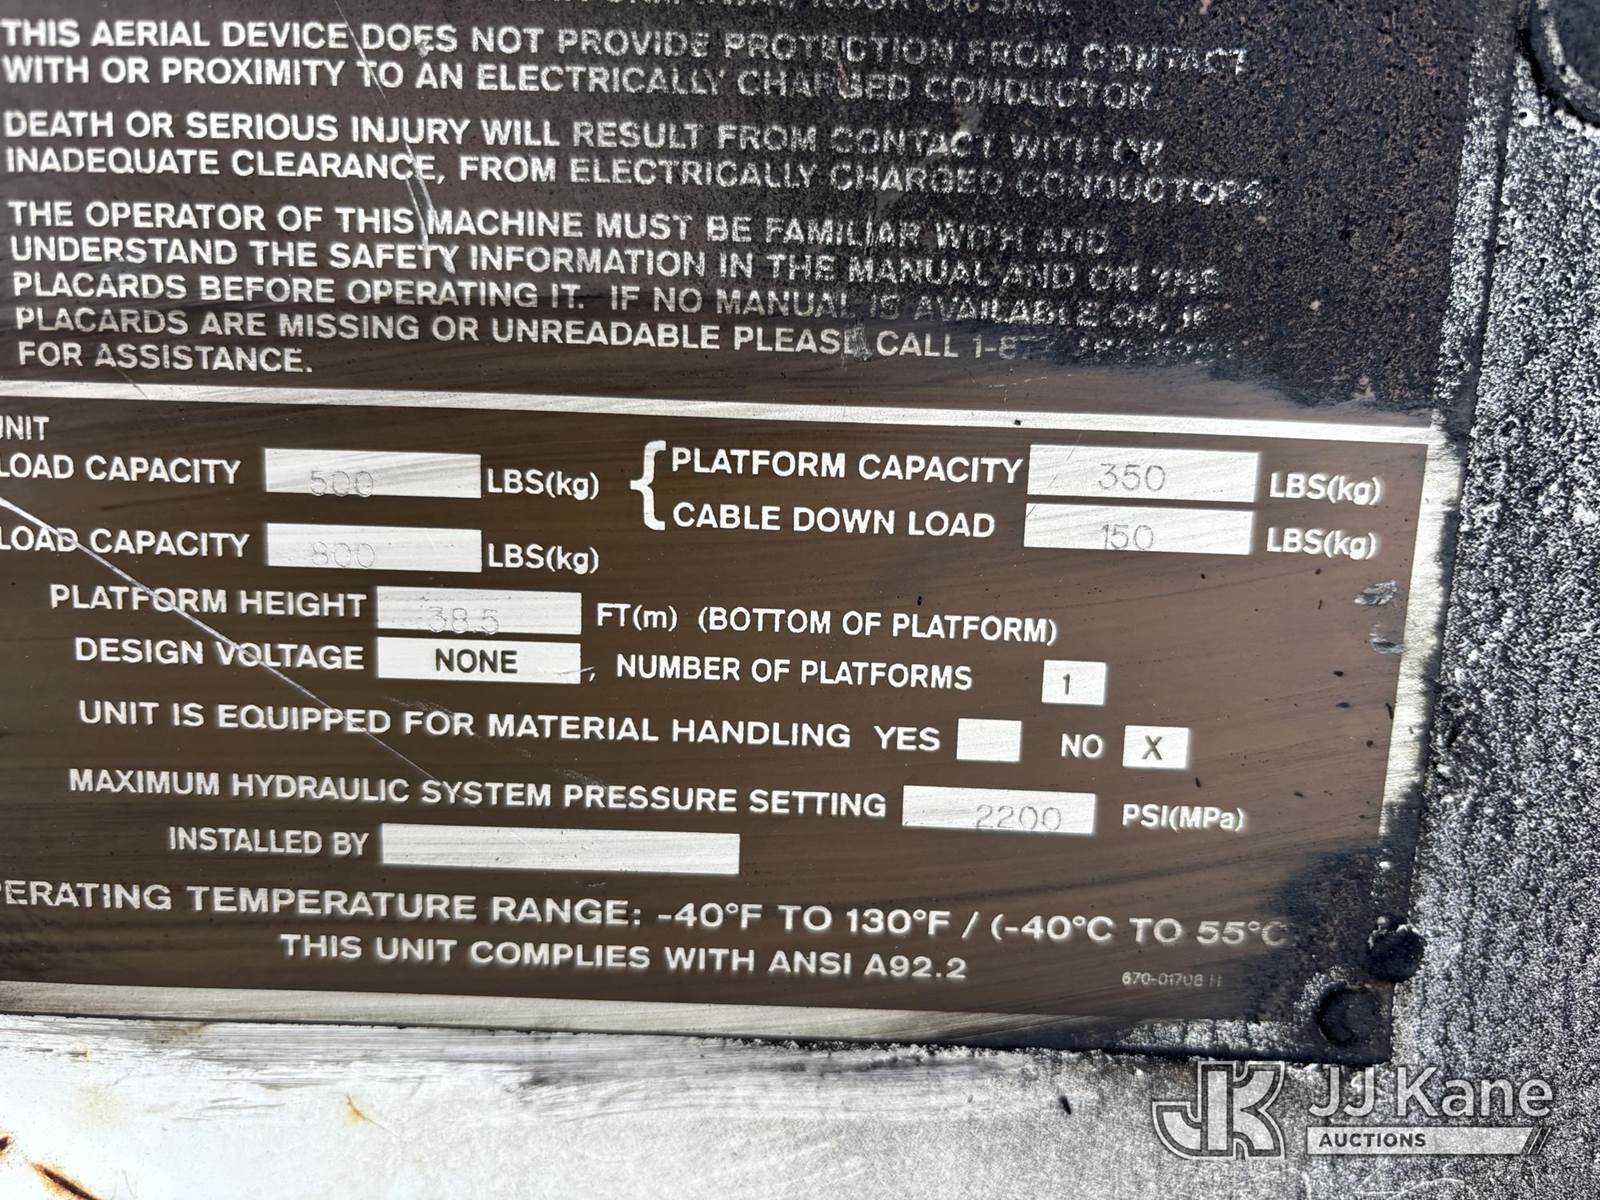 THIS AERIAL DEVICE DOES NOT PROVIDE PROTECTION FROM CONTACT
WITH OR PROXIMITY TO AN ELECTRICALLY CHARGED CONDUCTOR.
DEATH OR SERIOUS INJURY WILL RESULT FROM CONTACT WITH OR
INADEQUATE CLEARANCE, FROM ELECTRICALLY CHARGED CONDUCTORS.
THE OPERATOR OF THIS MACHINE MUST BE FAMILIAR WITH AND
UNDERSTAND THE SAFETY INFORMATION IN THE MANUAL AND ON THE
PLACARDS BEFORE OPERATING IT. IF NO MANUAL IS AVAILABLE OR, IF
PLACARDS ARE MISSING OR UNREADABLE PLEASE CALL 1-87
FOR ASSISTANCE.
UNIT
LOAD CAPACITY 500 LBS(kg) { PLATFORM CAPACITY 350 LBS(kg)
CABLE DOWN LOAD 150 LBS(kg)
LOAD CAPACITY 800 LBS(kg)
PLATFORM HEIGHT 38.5 FT(m) (BOTTOM OF PLATFORM)
DESIGN VOLTAGE NONE , NUMBER OF PLATFORMS 1
UNIT IS EQUIPPED FOR MATERIAL HANDLING YES NO X
MAXIMUM HYDRAULIC SYSTEM PRESSURE SETTING 2200 PSI(MPa)
INSTALLED BY
PERATING TEMPERATURE RANGE: -40°F TO 130°F / (-40°C TO 55°C
THIS UNIT COMPLIES WITH ANSI A92.2
670-01708 H
JK JJ Kane
AUCTIONS